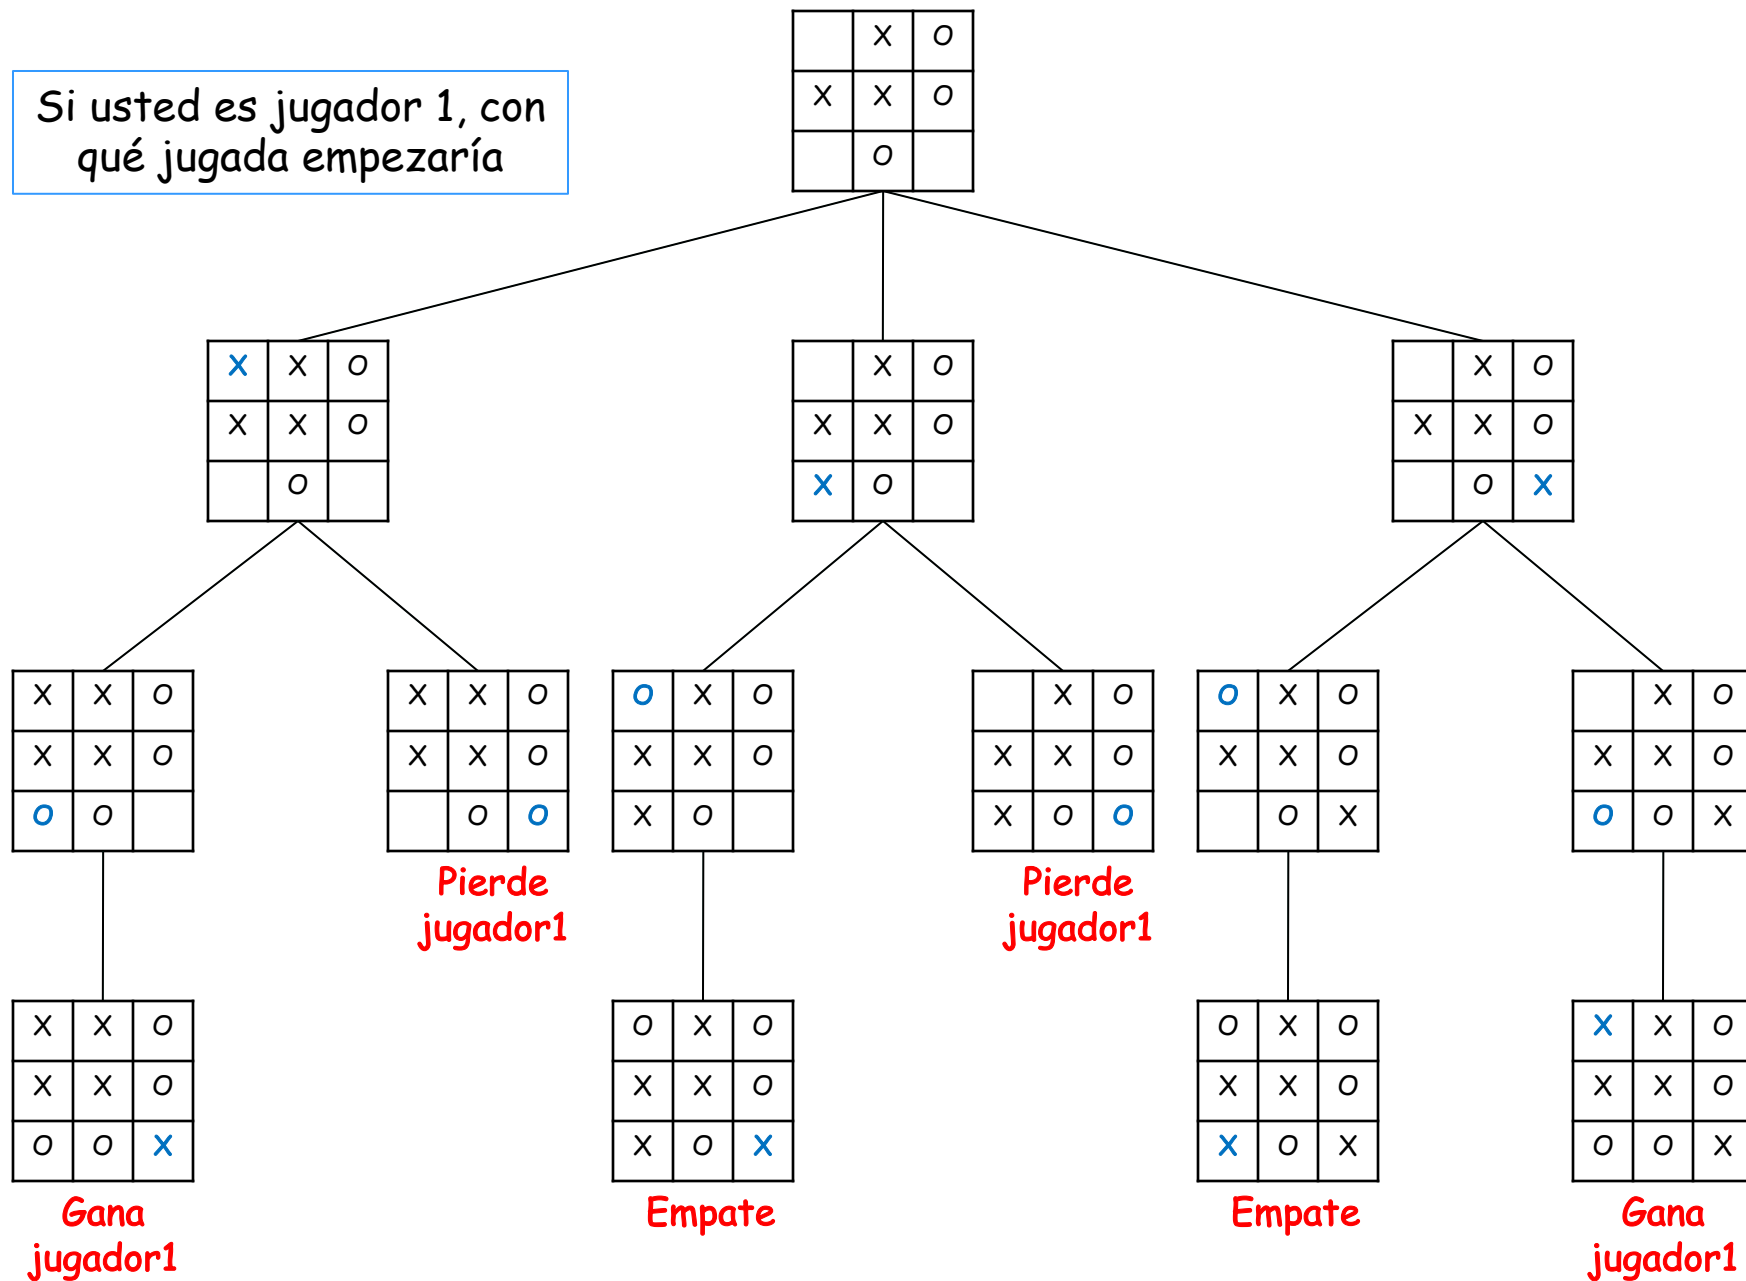 X O
Si usted es jugador 1, con
qué jugada empezaría
X X O
O
X X O
X X O
O
X O
X X O
X O
X O
X X O
O X
X X O
X X O
O O
X X O
X X O
O O
O X O
X X O
X O
X O
X X O
X O O
O X O
X X O
O X
X O
X X O
O O X
Pierde
jugador1
Pierde
jugador1
X X O
X X O
O O X
O X O
X X O
X O X
O X O
X X O
X O X
X X O
X X O
O O X
Gana
jugador1
Empate
Empate
Gana
jugador1